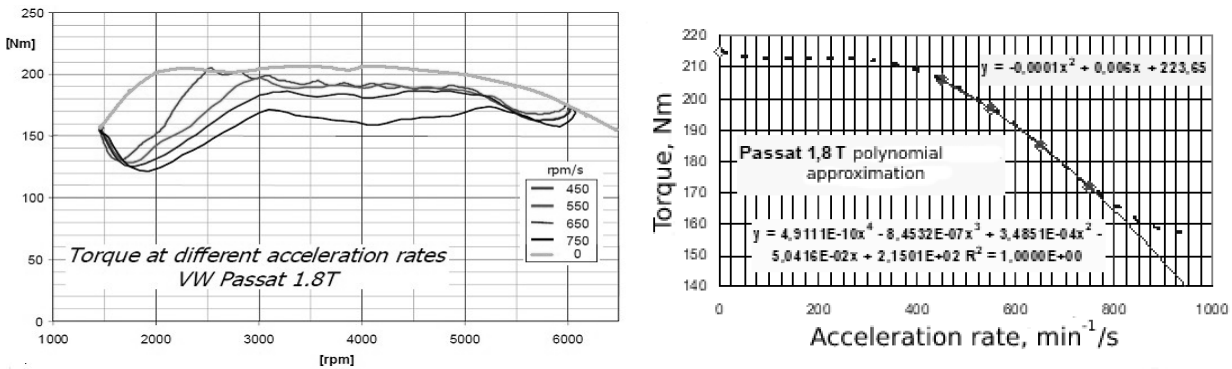 250
[Nm]
200
150
100
50
0
1000 2000 3000 4000 5000 6000
[rpm]
rpm/s
450
550
650
750
0
Torque at different acceleration rates
VW Passat 1.8T
220
210
200
190
180
170
160
150
140
Torque, Nm
0 200 400 600 800 1000
Acceleration rate, min⁻¹/s
y = -0,0001x² + 0,006x + 223,65
Passat 1,8T polynomial
approximation
y = 4,9111E-10x⁴ - 8,4532E-07x³ + 3,4851E-04x² -
5,0416E-02x + 2,1501E+02 R² = 1,0000E+00